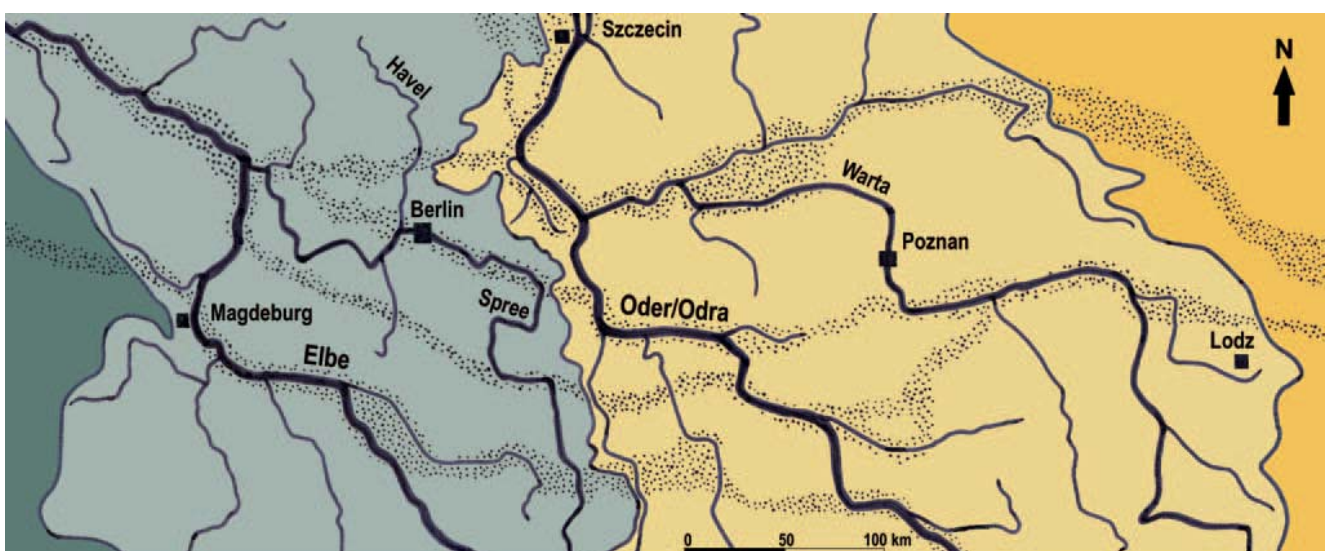 Szczecin
N
Havel
Warta
Berlin
Poznan
Spree
Oder/Odra
Magdeburg
Lodz
Elbe
0 50 100 km